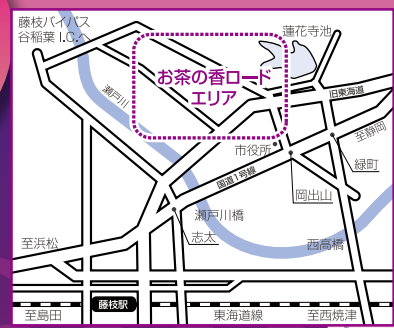 藤枝バイパス
谷稲葉 I.C.へ
蓮花寺池
お茶の香ロード
エリア
瀬戸川
旧東海道
至静岡
市役所
緑町
国道1号線
岡出山
瀬戸川橋
志太
至浜松
西高橋
藤枝駅
至島田
東海道線
至西焼津